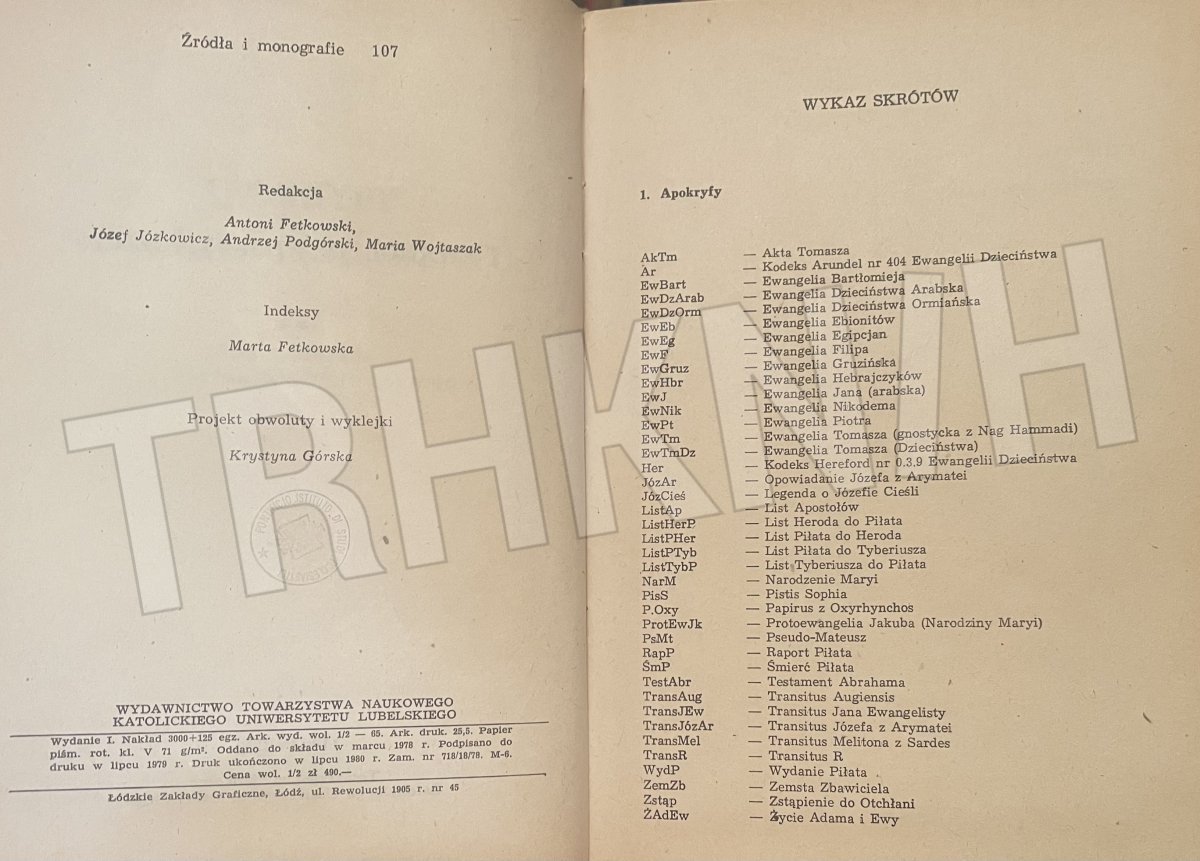 Źródła i monografie 107
Redakcja
Antoni Fetkowski,
Józef Józkowicz, Andrzej Podgórski, Maria Wojtaszak
Indeksy
Marta Fetkowska
Projekt obwoluty i wyklejki
Krystyna Górska
WYDAWNICTWO TOWARZYSTWA NAUKOWEGO
KATOLICKIEGO UNIWERSYTETU LUBELSKIEGO
Wydanie I. Nakład 3000+125 egz. Ark. wyd. wol. 1/2 — 65. Ark. druk. 25,5. Papier
piśm. rot. kl. V 71 g/m². Oddano do składu w marcu 1978 r. Podpisano do
druku w lipcu 1979 r. Druk ukończono w lipcu 1980 r. Zam. nr 718/18/78. M-6.
Cena wol. 1/2 zł 490.—
Łódzkie Zakłady Graficzne, Łódź, ul. Rewolucji 1905 r. nr 45
WYKAZ SKRÓTÓW
1. Apokryfy
AkTm — Akta Tomasza
Ar — Kodeks Arundel nr 404 Ewangelii Dzieciństwa
EwBart — Ewangelia Bartłomieja
EwDzArab — Ewangelia Dzieciństwa Arabska
EwDzOrm — Ewangelia Dzieciństwa Ormiańska
EwEb — Ewangelia Ebionitów
EwEg — Ewangelia Egipcjan
EwF — Ewangelia Filipa
EwGruz — Ewangelia Gruzińska
EwHbr — Ewangelia Hebrajczyków
EwJ — Ewangelia Jana (arabska)
EwNik — Ewangelia Nikodema
EwPt — Ewangelia Piotra
EwTm — Ewangelia Tomasza (gnostycka z Nag Hammadi)
EwTmDz — Ewangelia Tomasza (Dzieciństwa)
Her — Kodeks Hereford nr 0.3.9 Ewangelii Dzieciństwa
JózAr — Opowiadanie Józefa z Arymatei
JózCieś — Legenda o Józefie Cieśli
ListAp — List Apostołów
ListHerP — List Heroda do Piłata
ListPHer — List Piłata do Heroda
ListPTyb — List Piłata do Tyberiusza
ListTybP — List Tyberiusza do Piłata
NarM — Narodzenie Maryi
PisS — Pistis Sophia
P.Oxy — Papirus z Oxyrhynchos
ProtEwJk — Protoewangelia Jakuba (Narodziny Maryi)
PsMt — Pseudo-Mateusz
RapP — Raport Piłata
ŚmP — Śmierć Piłata
TestAbr — Testament Abrahama
TransAug — Transitus Augiensis
TransJEw — Transitus Jana Ewangelisty
TransJózAr — Transitus Józefa z Arymatei
TransMel — Transitus Melitona z Sardes
TransR — Transitus R
WydP — Wydanie Piłata
ZemZb — Zemsta Zbawiciela
Zstąp — Zstąpienie do Otchłani
ŻAdEw — Życie Adama i Ewy